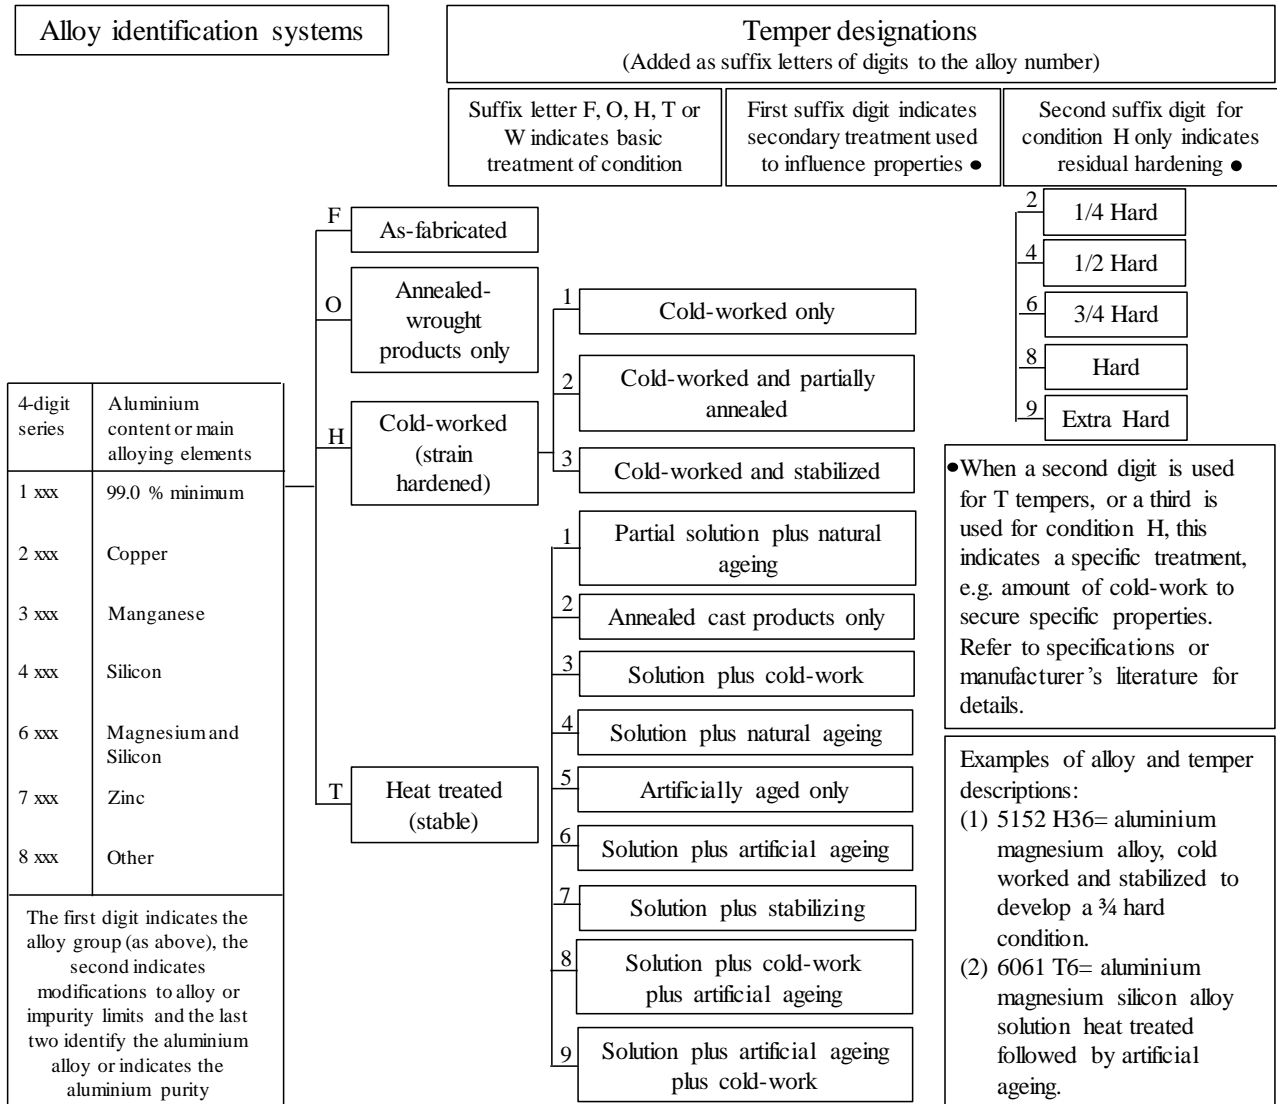 Alloy identification systems
Temper designations
(Added as suffix letters of digits to the alloy number)
Suffix letter F, O, H, T or
W indicates basic
treatment of condition
First suffix digit indicates
secondary treatment used
to influence properties ●
Second suffix digit for
condition H only indicates
residual hardening ●
4-digit
series
Aluminium
content or main
alloying elements
1 xxx
99.0 % minimum
2 xxx
Copper
3 xxx
Manganese
4 xxx
Silicon
6 xxx
Magnesium and
Silicon
7 xxx
Zinc
8 xxx
Other
The first digit indicates the
alloy group (as above), the
second indicates
modifications to alloy or
impurity limits and the last
two identify the aluminium
alloy or indicates the
aluminium purity
F
As-fabricated
O
Annealed-
wrought
products only
H
Cold-worked
(strain
hardened)
T
Heat treated
(stable)
1
Cold-worked only
2
Cold-worked and partially
annealed
3
Cold-worked and stabilized
1
Partial solution plus natural
ageing
2
Annealed cast products only
3
Solution plus cold-work
4
Solution plus natural ageing
5
Artificially aged only
6
Solution plus artificial ageing
7
Solution plus stabilizing
8
Solution plus cold-work
plus artificial ageing
9
Solution plus artificial ageing
plus cold-work
2
1/4 Hard
4
1/2 Hard
6
3/4 Hard
8
Hard
9
Extra Hard
●When a second digit is used
for T tempers, or a third is
used for condition H, this
indicates a specific treatment,
e.g. amount of cold-work to
secure specific properties.
Refer to specifications or
manufacturer’s literature for
details.
Examples of alloy and temper
descriptions:
(1) 5152 H36= aluminium
magnesium alloy, cold
worked and stabilized to
develop a ¾ hard
condition.
(2) 6061 T6= aluminium
magnesium silicon alloy
solution heat treated
followed by artificial
ageing.